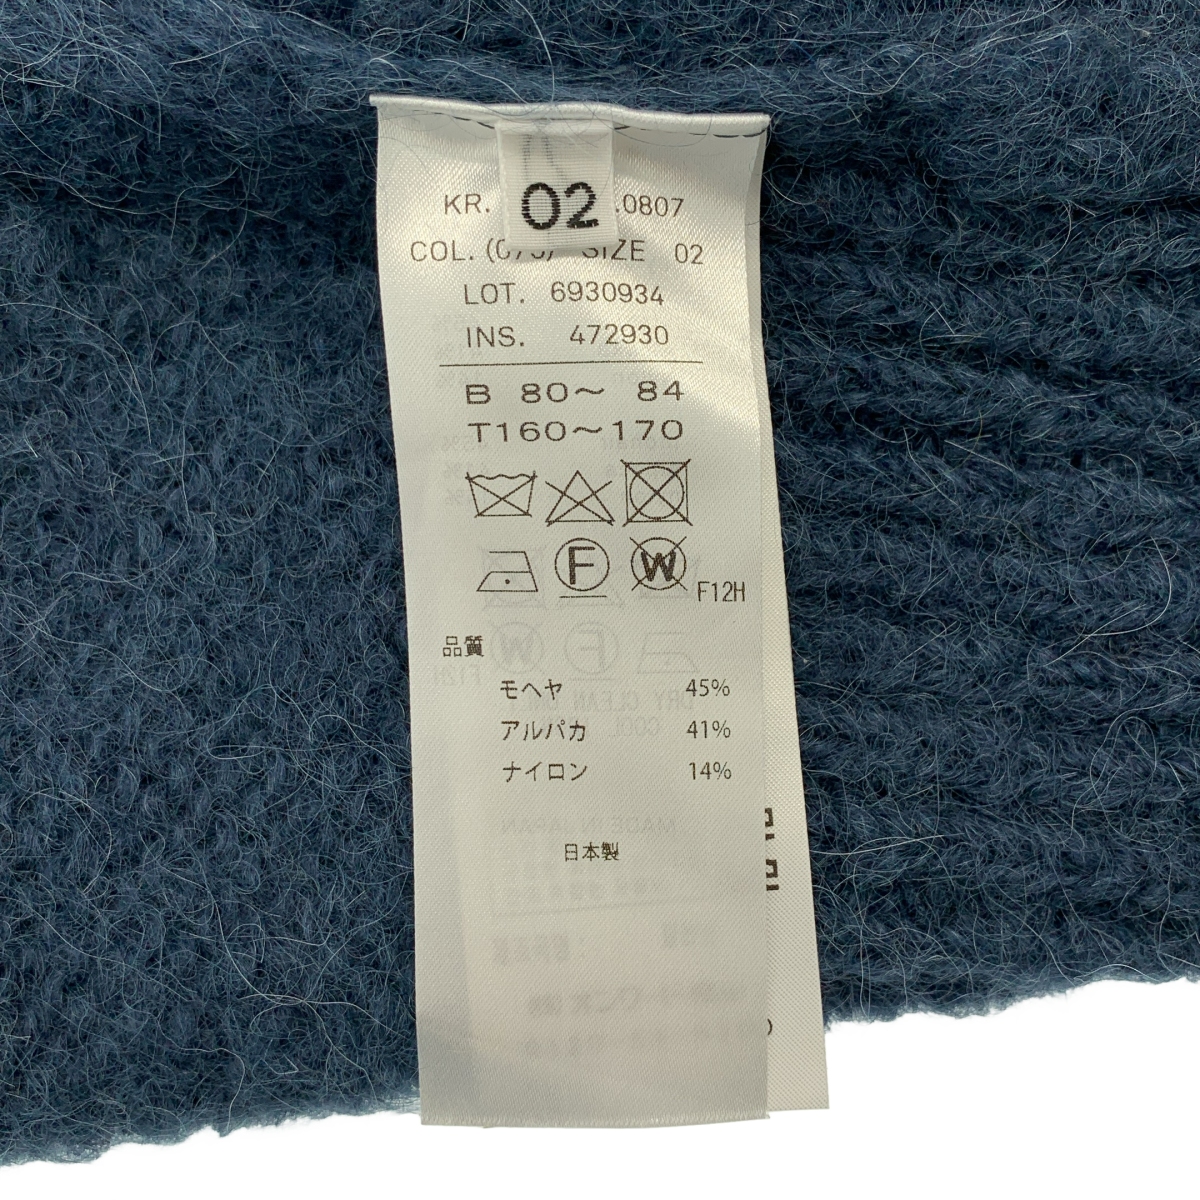 KR. 02 .0807
COL. SIZE 02
LOT. 6930934
INS. 472930
B 80～ 84
T160～170
F W F12H
品質
モヘヤ 45%
アルパカ 41%
ナイロン 14%
日本製